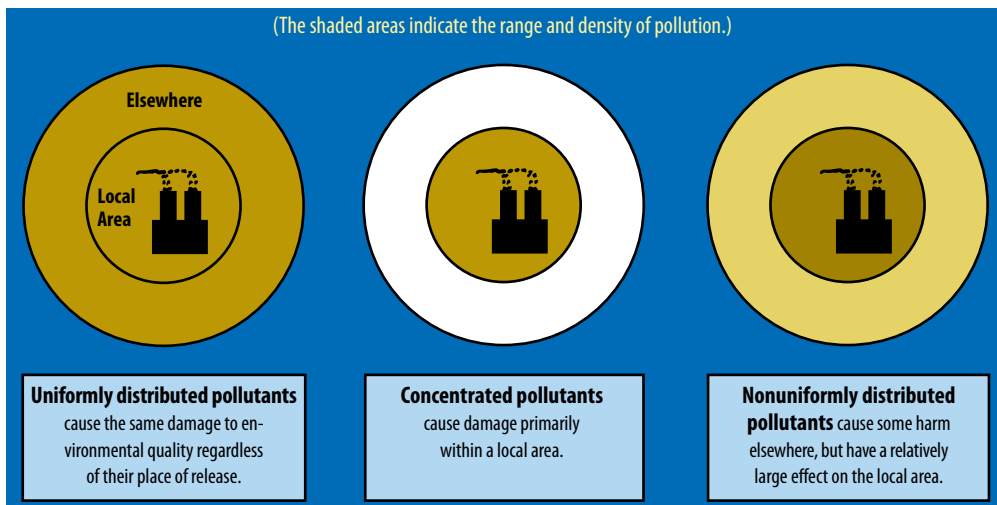 (The shaded areas indicate the range and density of pollution.)
Elsewhere
Local
Area
Uniformly distributed pollutants
cause the same damage to en-
vironmental quality regardless
of their place of release.
Concentrated pollutants
cause damage primarily
within a local area.
Nonuniformly distributed
pollutants cause some harm
elsewhere, but have a relatively
large effect on the local area.